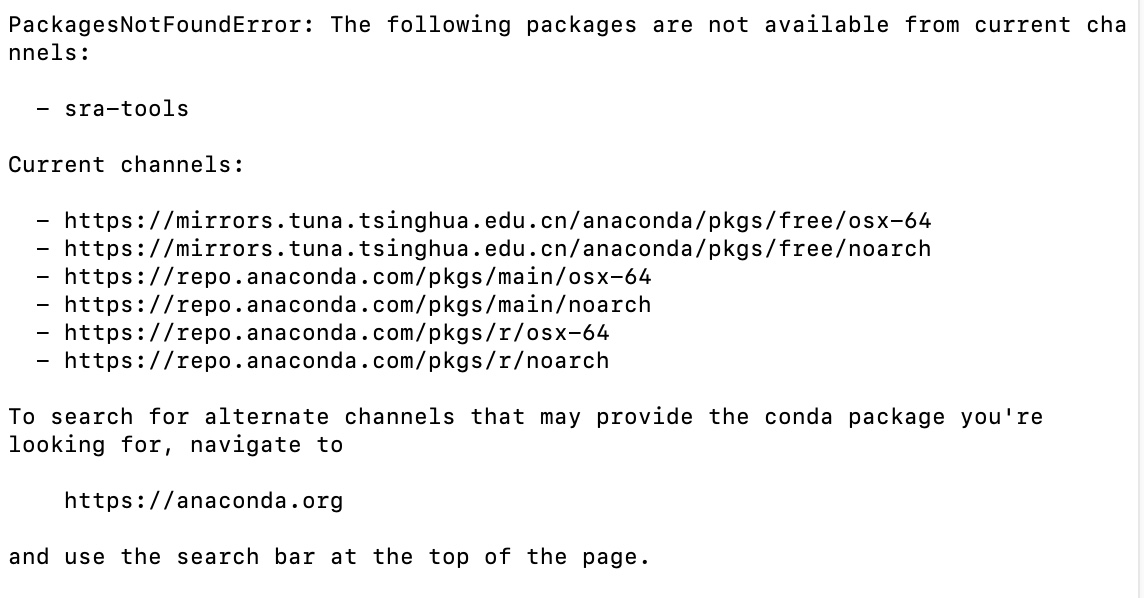 PackagesNotFoundError: The following packages are not available from current cha
nnels:
  - sra-tools
Current channels:
  - https://mirrors.tuna.tsinghua.edu.cn/anaconda/pkgs/free/osx-64
  - https://mirrors.tuna.tsinghua.edu.cn/anaconda/pkgs/free/noarch
  - https://repo.anaconda.com/pkgs/main/osx-64
  - https://repo.anaconda.com/pkgs/main/noarch
  - https://repo.anaconda.com/pkgs/r/osx-64
  - https://repo.anaconda.com/pkgs/r/noarch
To search for alternate channels that may provide the conda package you're
looking for, navigate to
    https://anaconda.org
and use the search bar at the top of the page.